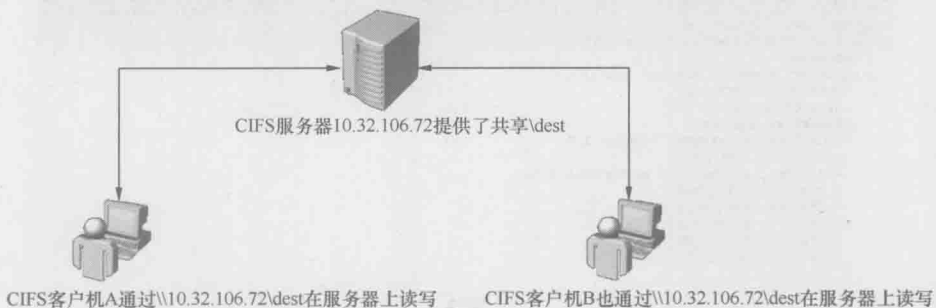 CIFS服务器10.32.106.72提供了共享\dest
CIFS客户机A通过\\10.32.106.72\dest在服务器上读写
CIFS客户机B也通过\\10.32.106.72\dest在服务器上读写